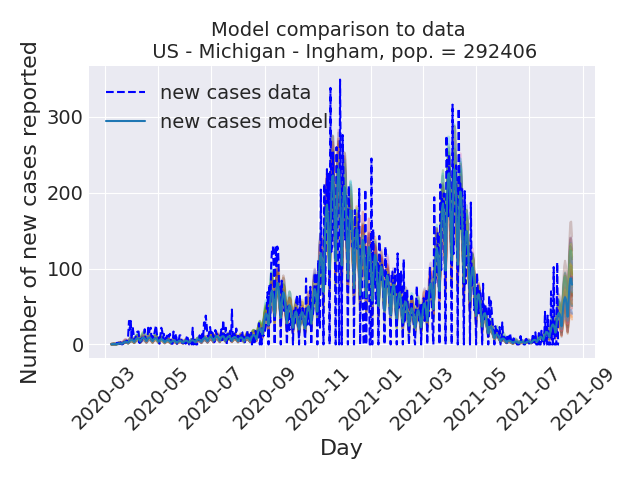 Model comparison to data
US - Michigan - Ingham, pop. = 292406
new cases data
new cases model
Number of new cases reported
300
200
100
0
2020-03
2020-05
2020-07
2020-09
2020-11
2021-01
2021-03
2021-05
2021-07
2021-09
Day